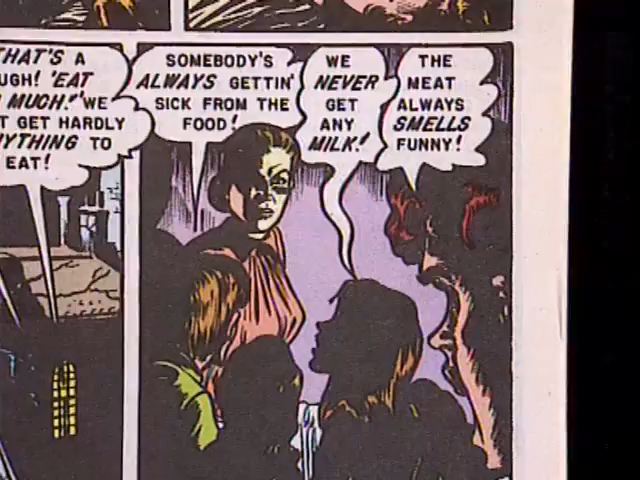 THAT'S A
UGH! 'EAT
MUCH!' WE
GET HARDLY
YTHING TO
EAT!
SOMEBODY'S
ALWAYS GETTIN'
SICK FROM THE
FOOD!
WE
NEVER
GET
ANY
MILK!
THE
MEAT
ALWAYS
SMELLS
FUNNY!